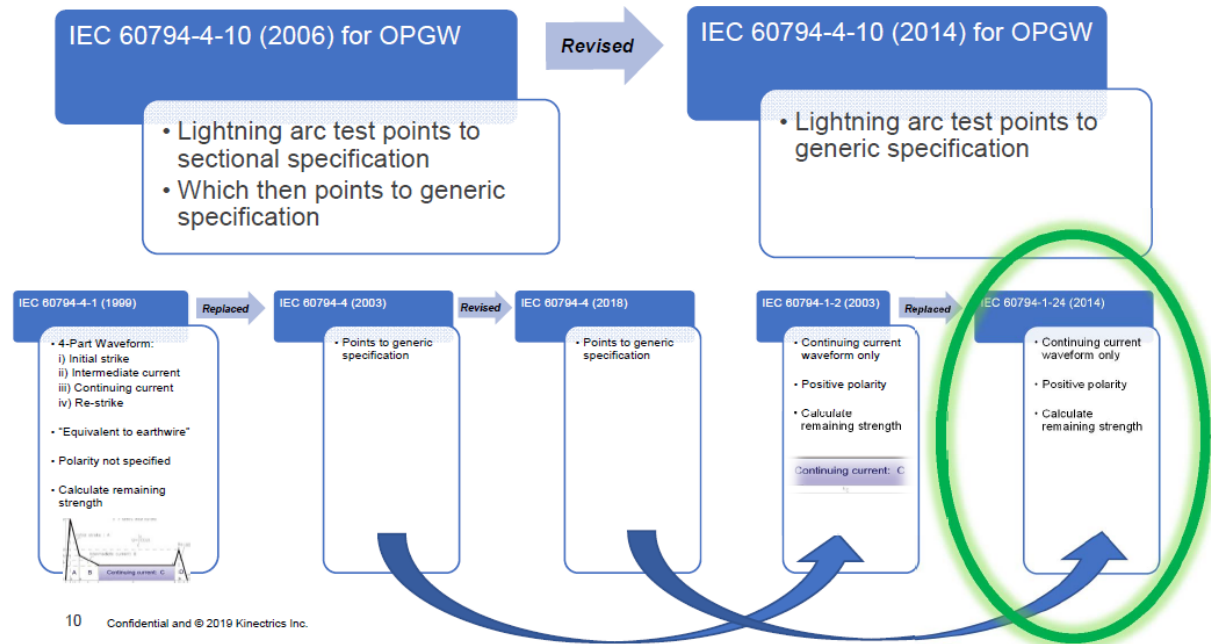 IEC 60794-4-10 (2006) for OPGW
Revised
IEC 60794-4-10 (2014) for OPGW
• Lightning arc test points to
sectional specification
• Which then points to generic
specification
• Lightning arc test points to
generic specification
IEC 60794-4-1 (1999)
Replaced
IEC 60794-4 (2003)
Revised
IEC 60794-4 (2018)
IEC 60794-1-2 (2003)
Replaced
IEC 60794-1-24 (2014)
• 4-Part Waveform:
i) Initial strike
ii) Intermediate current
iii) Continuing current
iv) Re-strike
• "Equivalent to earthwire"
• Polarity not specified
• Calculate remaining
strength
A B Continuing current: C D
• Points to generic
specification
• Points to generic
specification
• Continuing current
waveform only
• Positive polarity
• Calculate
remaining strength
Continuing current: C
• Continuing current
waveform only
• Positive polarity
• Calculate
remaining strength
10 Confidential and © 2019 Kinectrics Inc.